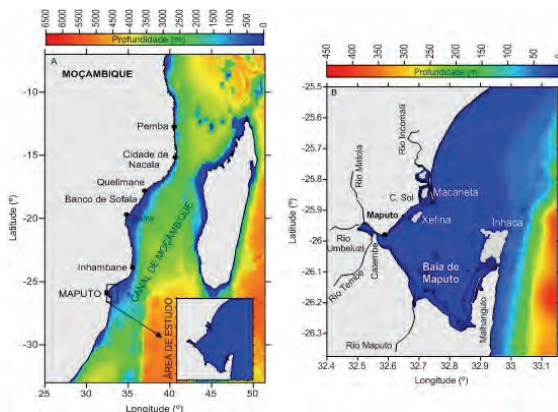 6500 6000 5500 5000 4500 4000 3500 3000 2500 2000 1500 1000 500 0
Profundidade (m)
A
MOÇAMBIQUE
Pemba
Cidade de
Nacala
Quelimane
Banco de Sofala
Beira
Inhambane
MAPUTO
CANAL DE MOÇAMBIQUE
ÁREA DE ESTUDO
Latitude (º)
-10
-15
-20
-25
-30
25 30 35 40 45 50
Longitude (º)
450 400 350 300 250 200 150 100 50 0
Profundidade (m)
B
Rio Incomati
Rio Matola
C. Sol
Macaneta
Maputo
Xefina
Inhaca
Rio
Umbeluzi
Catembe
Baia de
Maputo
Rio Tembe
Rio Maputo
Latitude (º)
-25.5
-25.6
-25.7
-25.8
-25.9
-26
-26.1
-26.2
-26.3
32.4 32.5 32.6 32.7 32.8 32.9 33 33.1
Longitude (º)